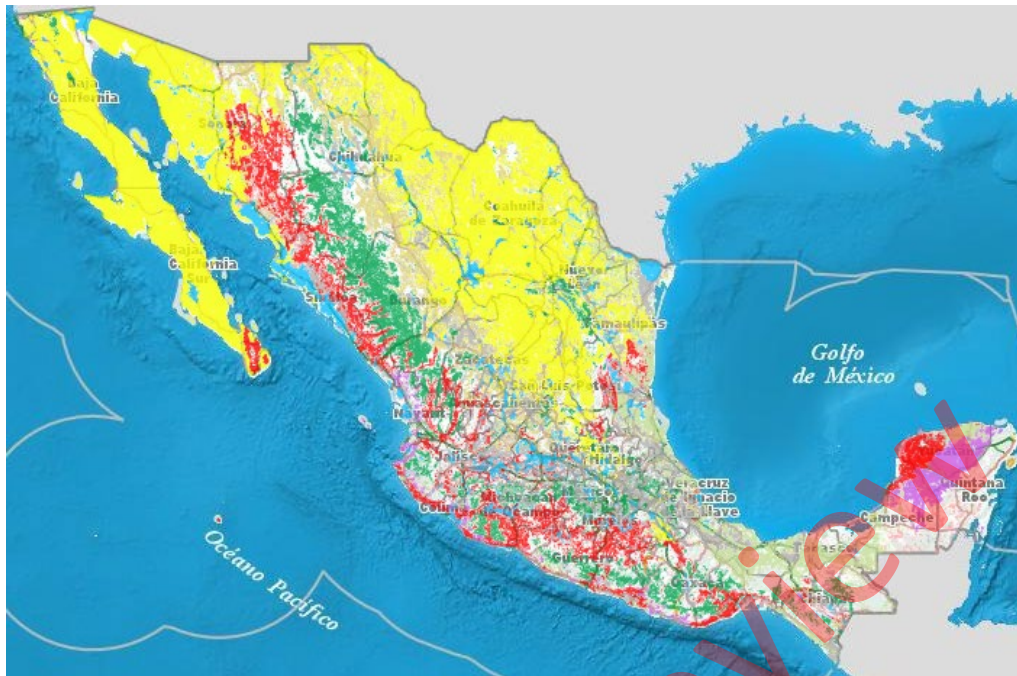 Baja
California
Sonora
Chihuahua
Coahuila
de Zaragoza
Baja
California
Sur
Nuevo
León
Sinaloa
Durango
Tamaulipas
Golfo
de México
Zacatecas
San Luis Potosí
Nayarit
Querétaro
Jalisco
Hidalgo
Veracruz
de Ignacio
de la Llave
Quintana
Roo
Campeche
Colima
Michoacán
de Ocampo
Tabasco
Guerrero
Oaxaca
Chiapas
Océano Pacífico
view